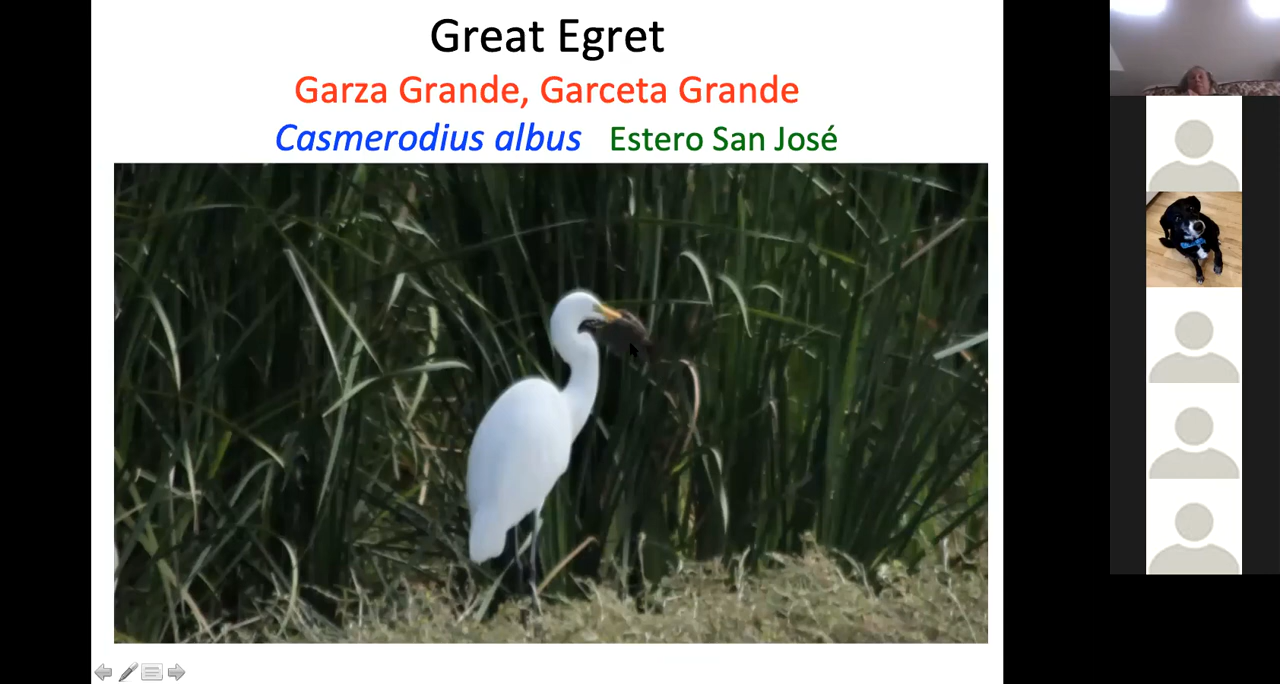 Great Egret
Garza Grande, Garceta Grande
Casmerodius albus Estero San José